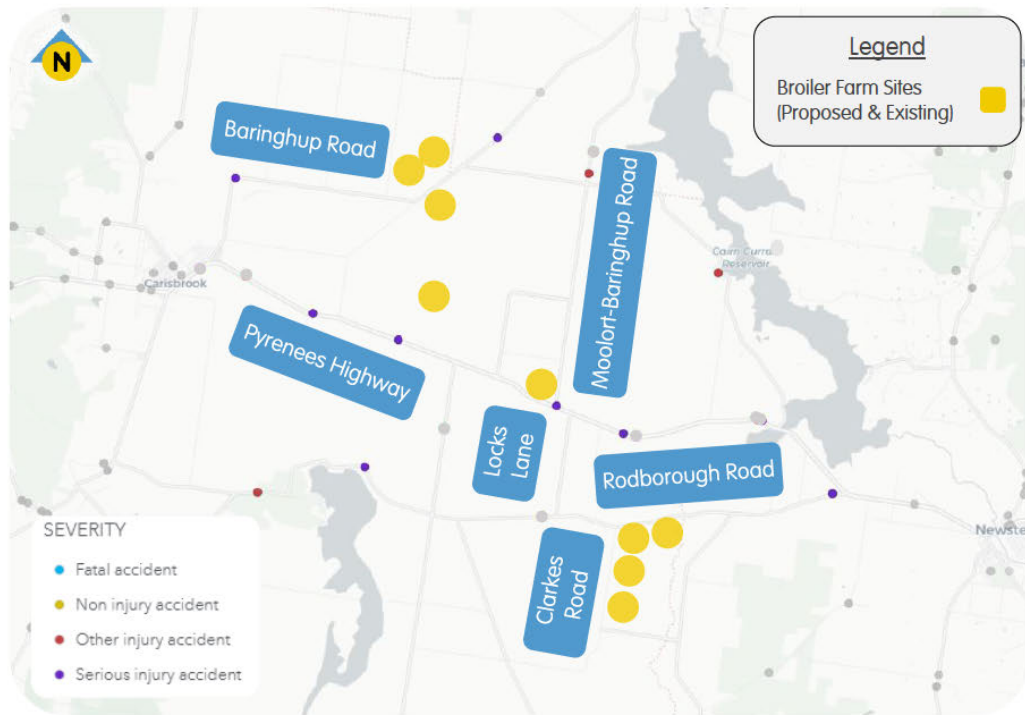 N
Legend
Broiler Farm Sites
(Proposed & Existing)
Baringhup Road
Moolort-Baringhup Road
Cairn Curra
Reservoir
Carisbrook
Pyrenees Highway
Locks
Lane
Rodborough Road
Clarkes
Road
Newste
SEVERITY
Fatal accident
Non injury accident
Other injury accident
Serious injury accident